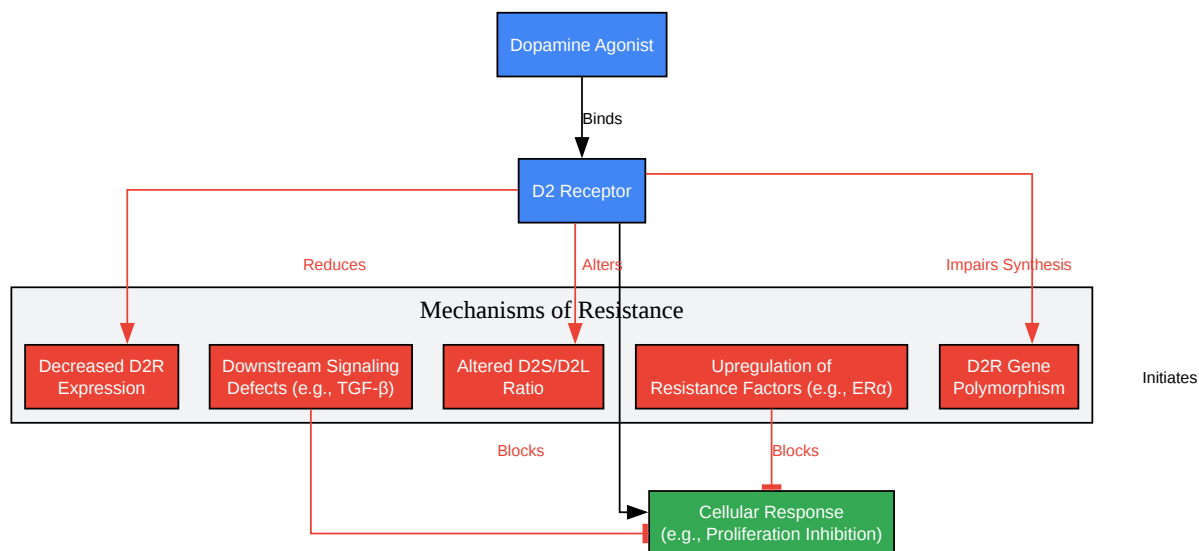 Dopamine Agonist
Binds
D2 Receptor
Reduces
Alters
Impairs Synthesis
Mechanisms of Resistance
Decreased D2R
Expression
Downstream Signaling
Defects (e.g., TGF-β)
Altered D2S/D2L
Ratio
Upregulation of
Resistance Factors (e.g., ERα)
D2R Gene
Polymorphism
Initiates
Blocks
Blocks
Cellular Response
(e.g., Proliferation Inhibition)